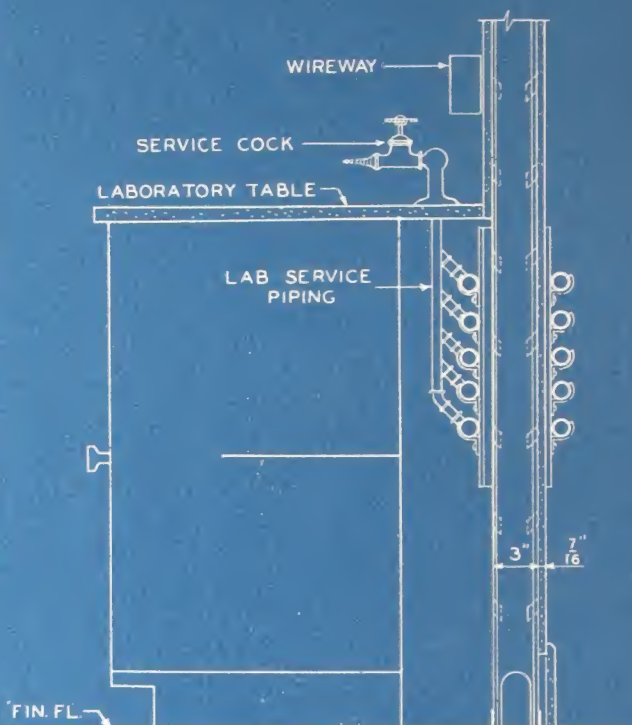 WIREWAY
SERVICE COCK
LABORATORY TABLE
LAB SERVICE
PIPING
3" 7/16"
FIN. FL.